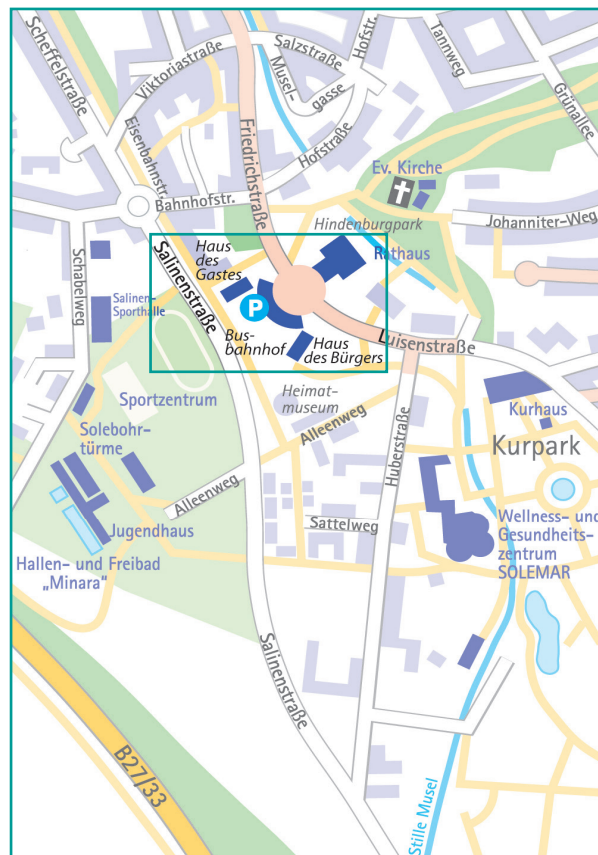 Scheffelstraße
Viktoriastraße
Salzstraße
Musel-
gasse
Hofstr.
Tannweg
Grünallee
Eisenbahnstr.
Friedrichstraße
Hofstraße
Ev. Kirche
Bahnhofstr.
Hindenburgpark
Johanniter-Weg
Schabelweg
Salinenstraße
Haus
des
Gastes
Rathaus
Salinen-
Sporthalle
P
Bus-
bahnhof
Haus
des Bürgers
Luisenstraße
Sportzentrum
Heimat-
museum
Alleenweg
Huberstraße
Kurhaus
Kurpark
Solebohr-
türme
Alleenweg
Sattelweg
Jugendhaus
Hallen- und Freibad
„Minara“
Wellness- und
Gesundheits-
zentrum
SOLEMAR
Salinenstraße
B27/33
Stille Musel